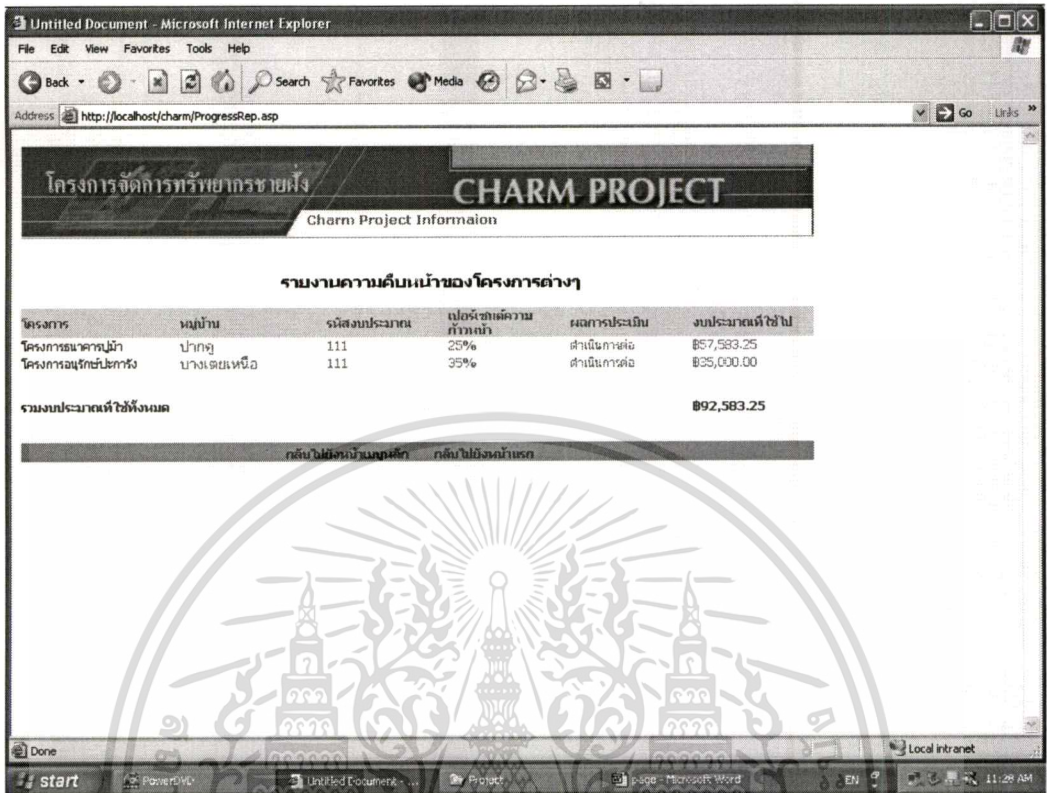 Untitled Document - Microsoft Internet Explorer
File Edit View Favorites Tools Help
Back Search Favorites Media
Address http://localhost/charm/ProgressRep.asp Go Links »
โครงการจัดการทรัพยากรชายฝั่ง CHARM PROJECT
Charm Project Informaion
รายงานความคืบหน้าของโครงการต่างๆ
โครงการ หมู่บ้าน รหัสงบประมาณ เปอร์เซนต์ความก้าวหน้า ผลการประเมิน งบประมาณที่ใช้ไป
โครงการธนาคารปูม้า ปากคู 111 25% ดำเนินการต่อ ฿57,583.25
โครงการอนุรักษ์ปะการัง บางเตยเหนือ 111 35% ดำเนินการต่อ ฿35,000.00
รวมงบประมาณที่ใช้ทั้งหมด ฿92,583.25
กลับไปยังหน้าเมนูหลัก กลับไปยังหน้าแรก
Done Local intranet
start PowerDVD Untitled Document - ... Project page - Microsoft Word EN 11:28 AM